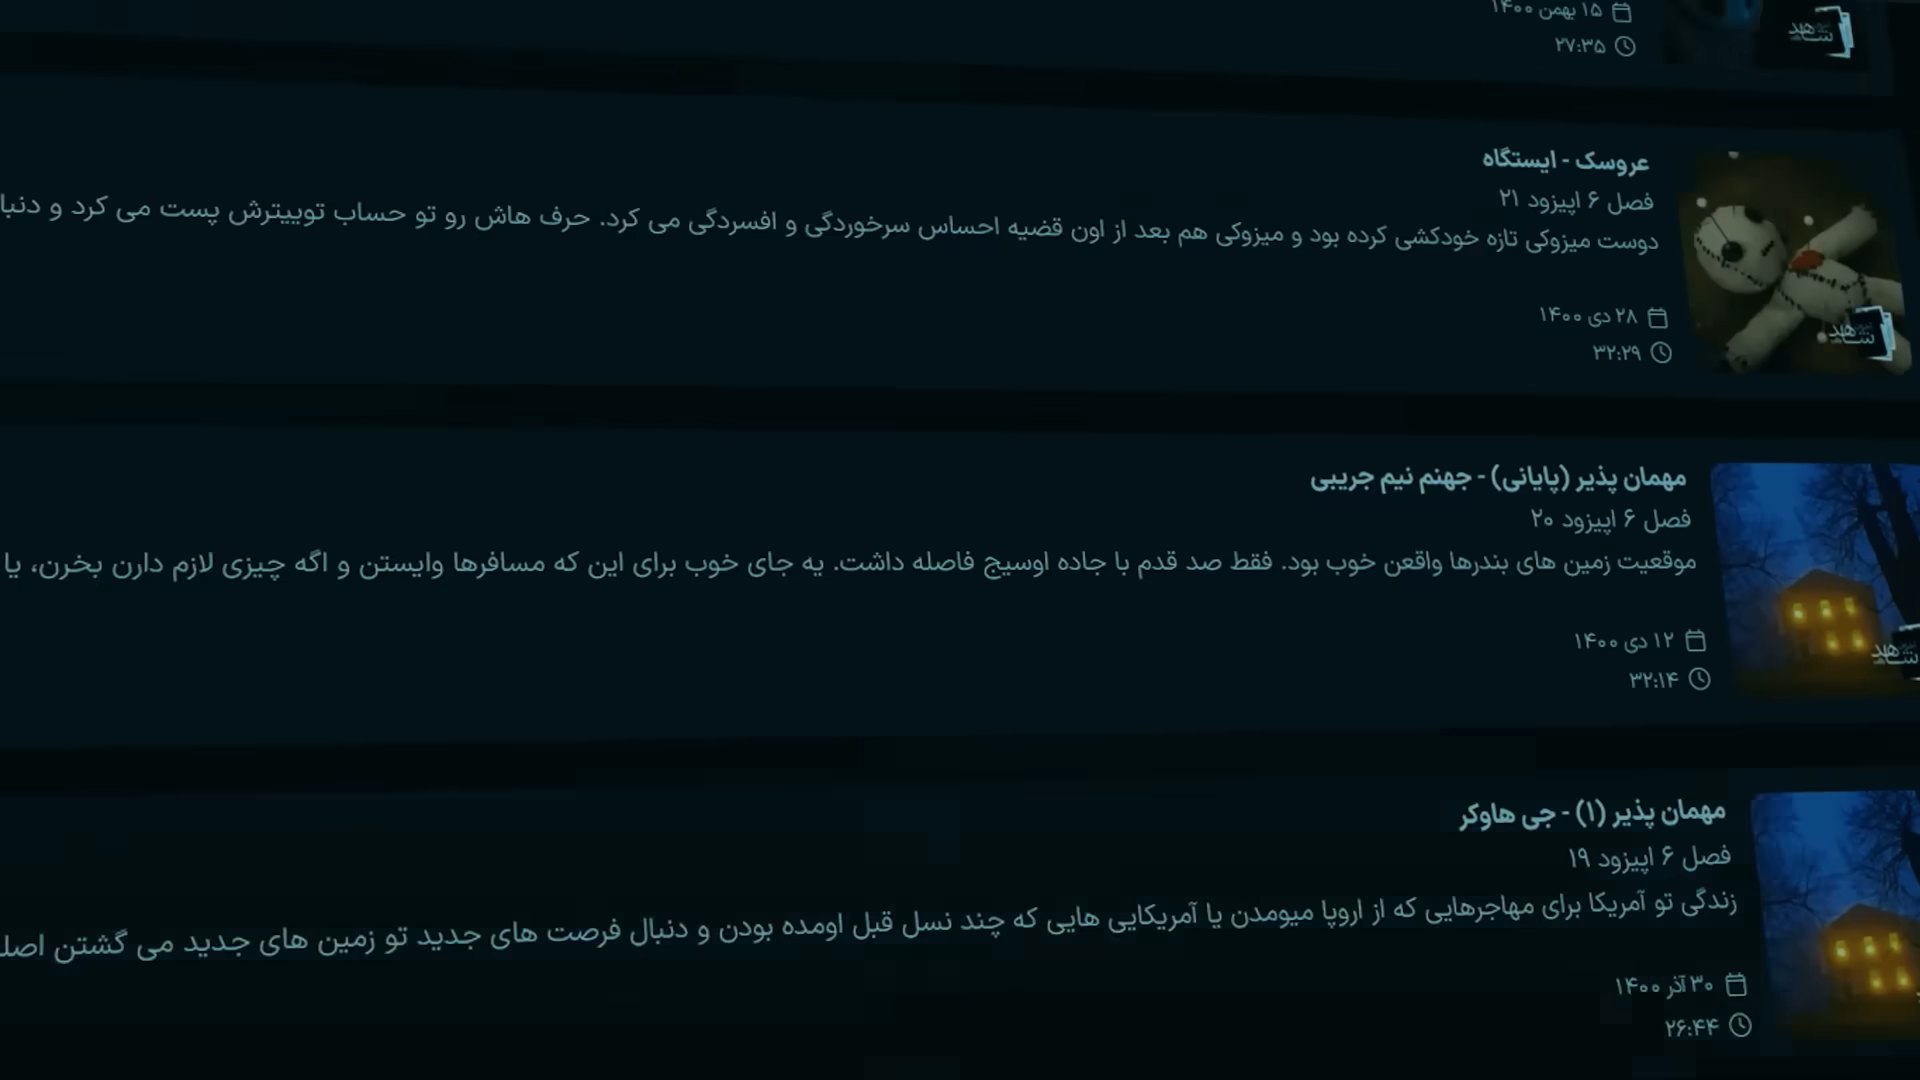 ۱۵ بهمن ۱۴۰۰
۲۷:۳۵
شاهد
عروسک - ایستگاه
فصل ۶ اپیزود ۲۱
دوست میزوکی تازه خودکشی کرده بود و میزوکی هم بعد از اون قضیه احساس سرخوردگی و افسردگی می کرد. حرف هاش رو تو حساب توییترش پست می کرد و
۲۸ دی ۱۴۰۰
۳۲:۲۹
شاهد
مهمان پذیر (پایانی) - جهنم نیم جریبی
فصل ۶ اپیزود ۲۰
موقعیت زمین های بندرها واقعن خوب بود. فقط صد قدم با جاده اوسیج فاصله داشت. یه جای خوب برای این که مسافرها وایستن و اگه چیزی لازم دارن بخرن، یا
۱۲ دی ۱۴۰۰
۳۲:۱۴
شاهد
مهمان پذیر (۱) - جی هاوکر
فصل ۶ اپیزود ۱۹
زندگی تو آمریکا برای مهاجرهایی که از اروپا میومدن یا آمریکایی هایی که چند نسل قبل اومده بودن و دنبال فرصت های جدید تو زمین های جدید می گشتن
۳۰ آذر ۱۴۰۰
۲۶:۴۴